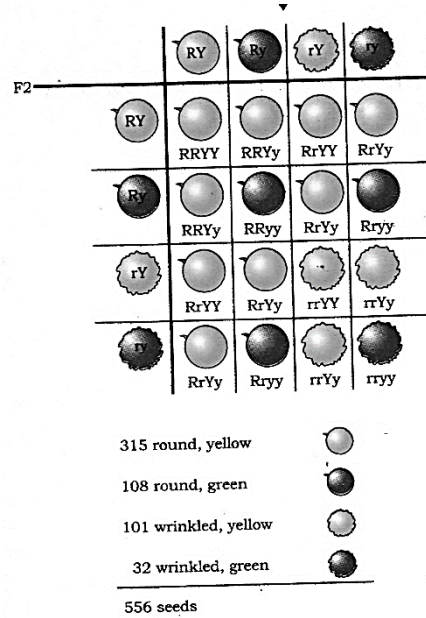 RY Ry rY ry
F2
RY
RRYY RRYy RrYY RrYy
Ry
RRYy RRyy RrYy Rryy
rY
RrYY RrYy rrYY rrYy
ry
RrYy Rryy rrYy rryy
315 round, yellow
108 round, green
101 wrinkled, yellow
32 wrinkled, green
556 seeds